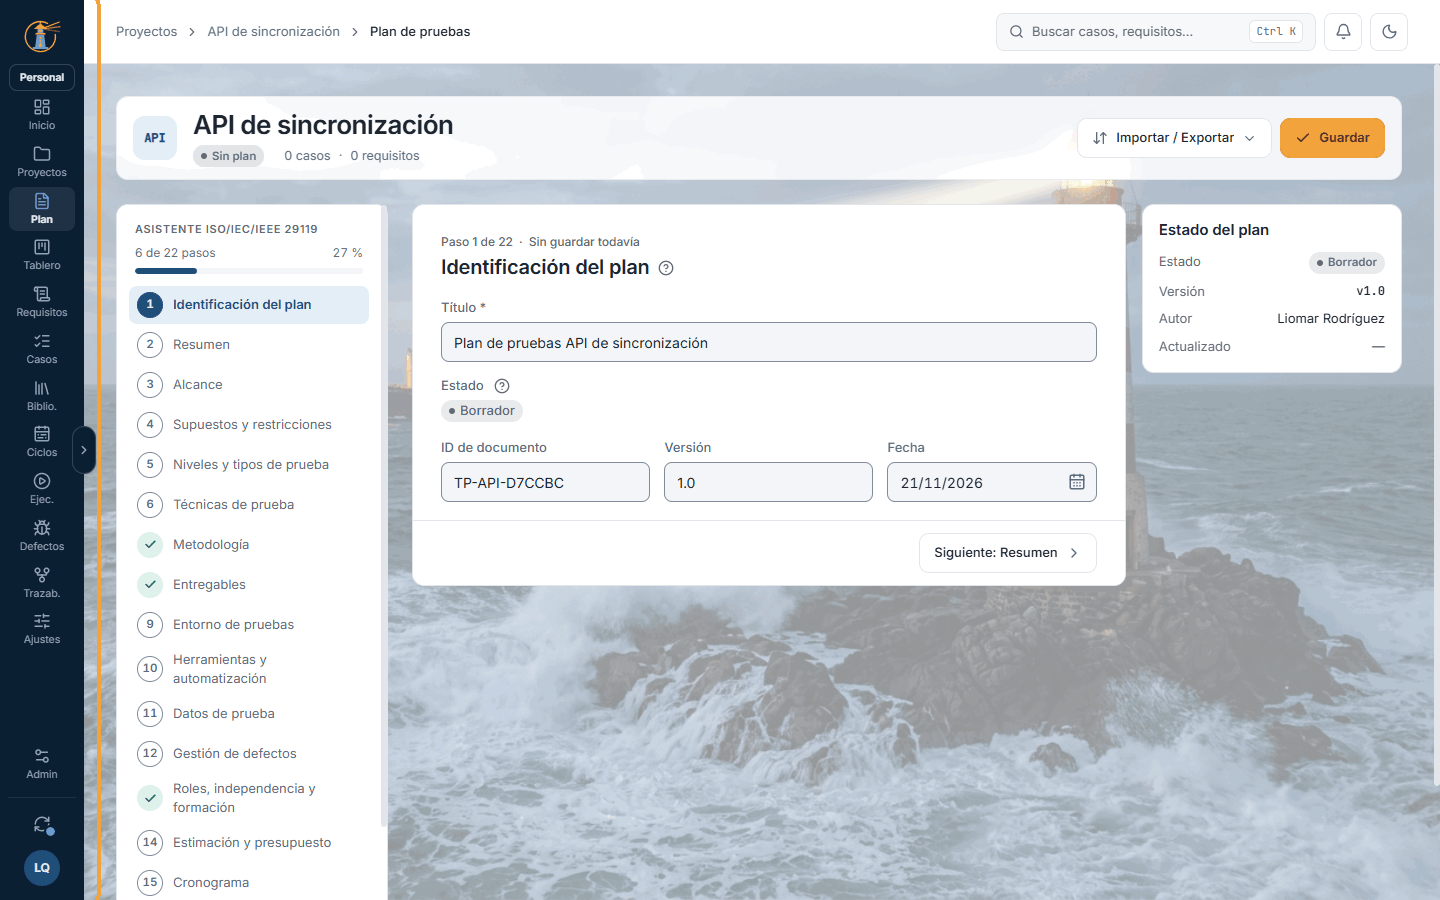 Personal
Inicio
Proyectos
Plan
Tablero
Requisitos
Casos
Biblio.
Ciclos
Ejec.
Defectos
Trazab.
Ajustes
Admin
LQ
Proyectos > API de sincronización > Plan de pruebas
Buscar casos, requisitos... Ctrl K
API
API de sincronización
Sin plan 0 casos · 0 requisitos
Importar / Exportar
Guardar
ASISTENTE ISO/IEC/IEEE 29119
6 de 22 pasos 27 %
1 Identificación del plan
2 Resumen
3 Alcance
4 Supuestos y restricciones
5 Niveles y tipos de prueba
6 Técnicas de prueba
Metodología
Entregables
9 Entorno de pruebas
10 Herramientas y
automatización
11 Datos de prueba
12 Gestión de defectos
Roles, independencia y
formación
14 Estimación y presupuesto
15 Cronograma
Paso 1 de 22 · Sin guardar todavía
Identificación del plan ?
Título *
Plan de pruebas API de sincronización
Estado ?
Borrador
ID de documento Versión Fecha
TP-API-D7CCBC 1.0 21/11/2026
Siguiente: Resumen
Estado del plan
Estado Borrador
Versión v1.0
Autor Liomar Rodríguez
Actualizado —